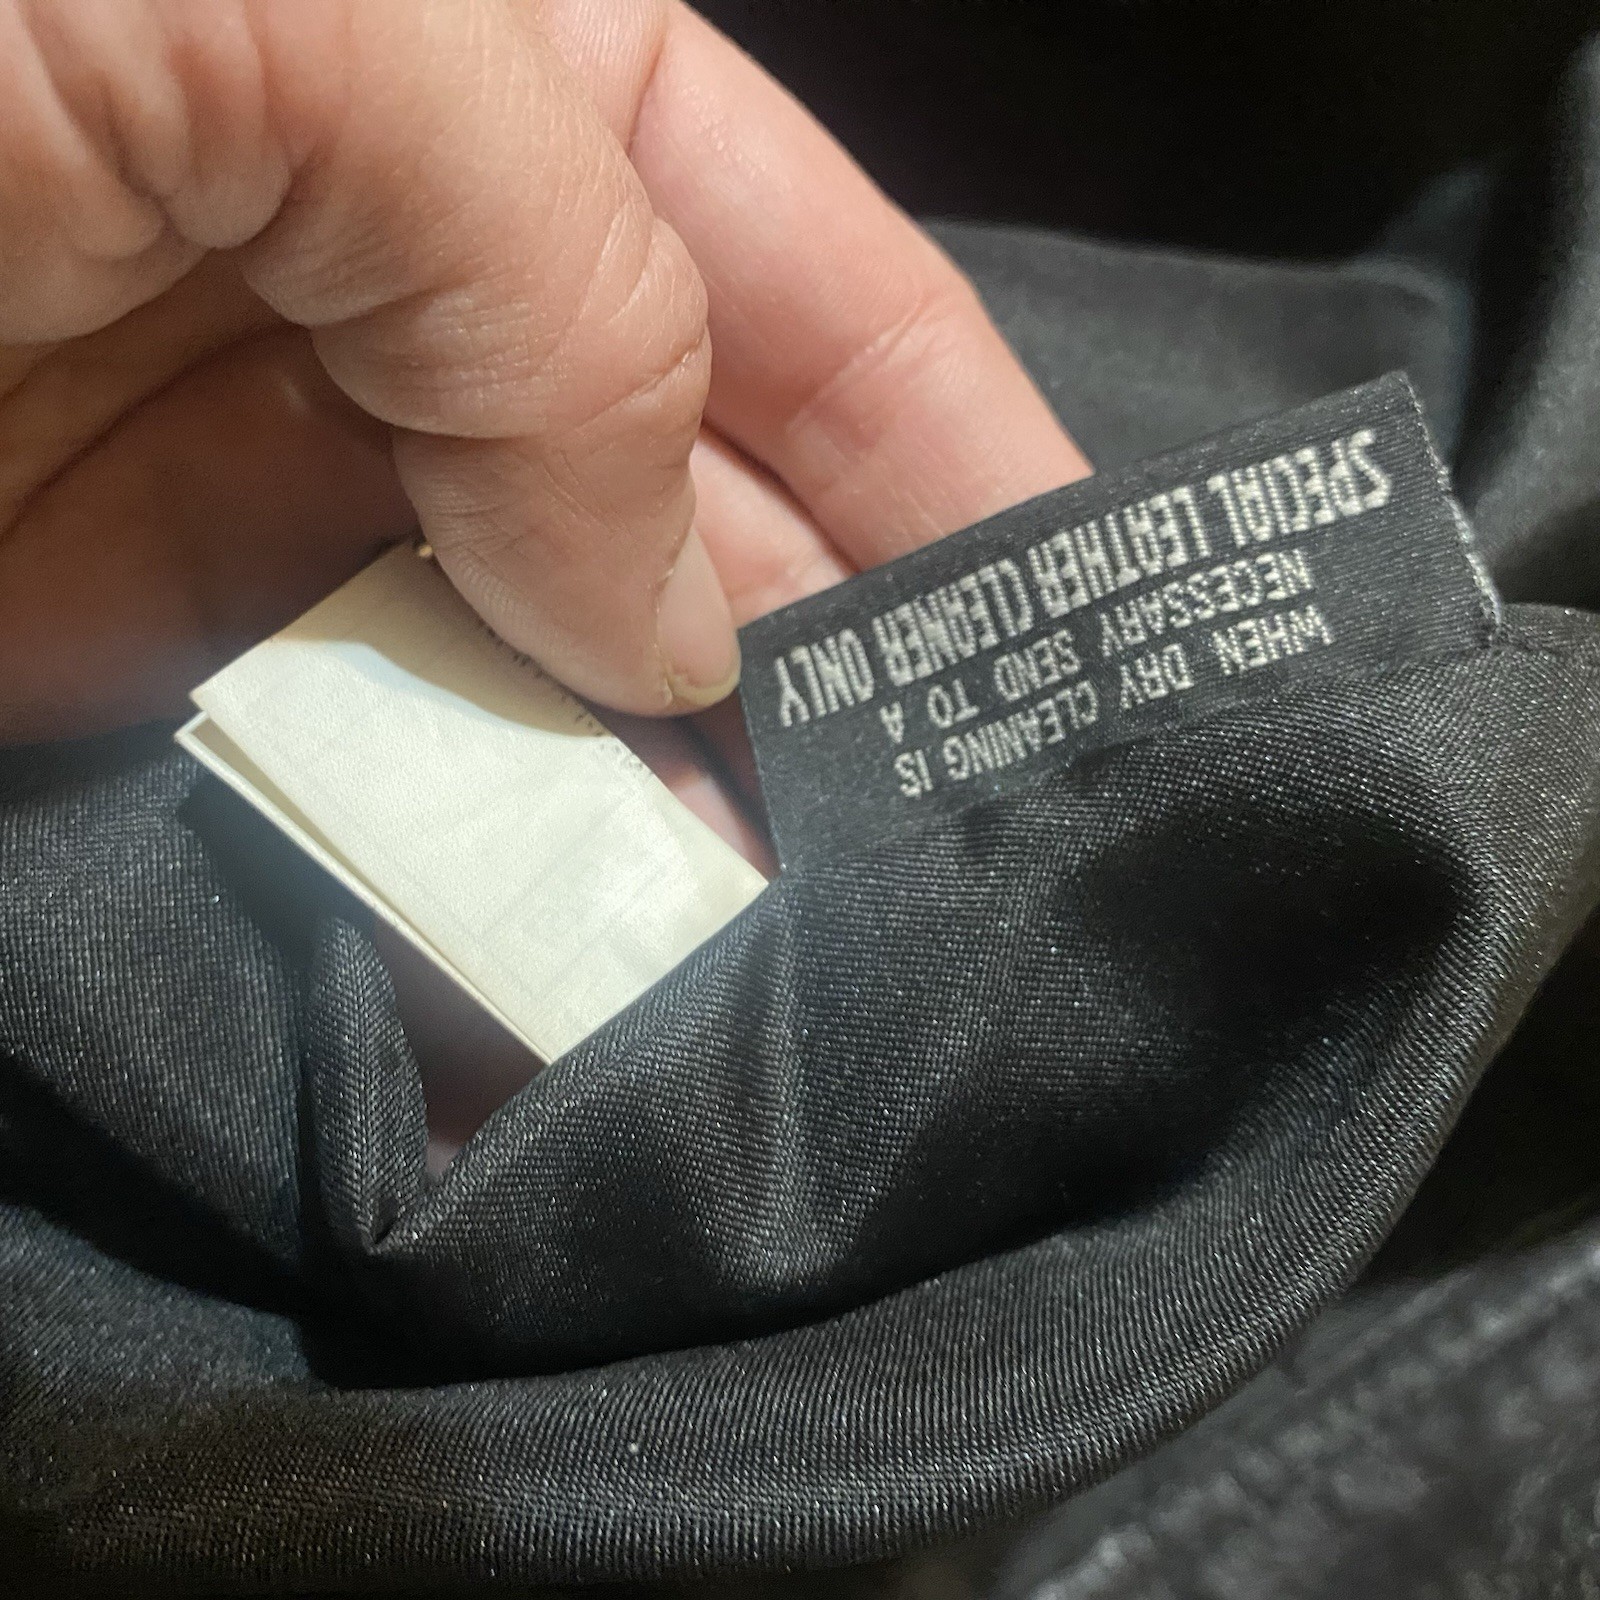 WHEN DRY CLEANING IS
NECESSARY SEND TO A
SPECIAL LEATHER CLEANER ONLY